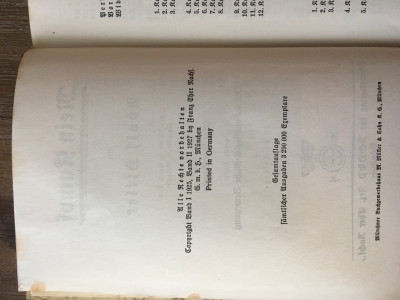 Alle Rechte vorbehalten
Copyright Band I 1925, Band II 1927 by Franz Eher Nachf.
G. m. b. H., München
Printed in Germany
Gesamtauflage
sämtlicher Ausgaben 3 290 000 Exemplare
Münchner Buchgewerbehaus M. Müller & Sohn K. G., München